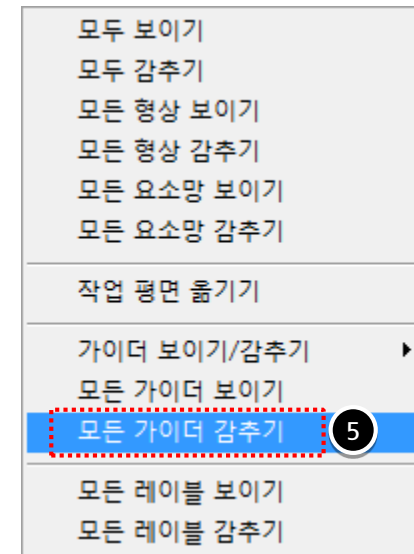 모두 보이기
모두 감추기
모든 형상 보이기
모든 형상 감추기
모든 요소망 보이기
모든 요소망 감추기
작업 평면 옮기기
가이더 보이기/감추기
모든 가이더 보이기
모든 가이더 감추기 5
모든 레이블 보이기
모든 레이블 감추기